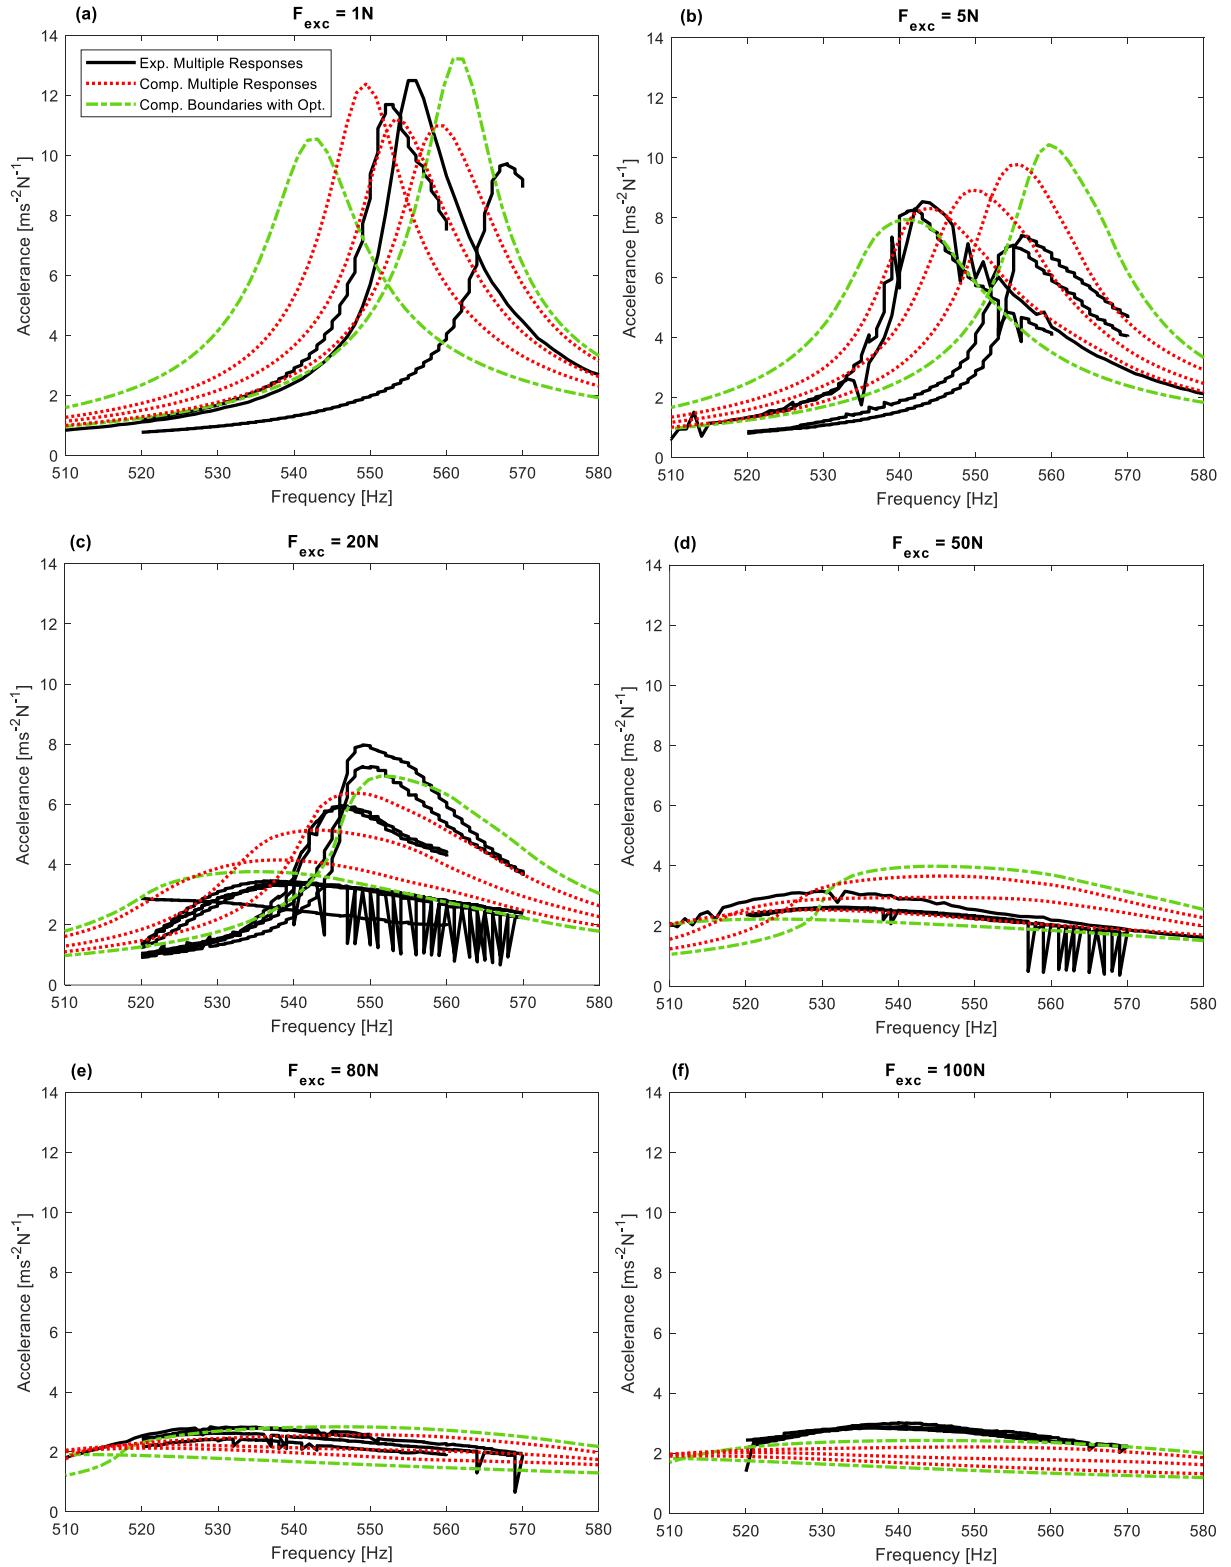 (a)
F_exc = 1N
14
12
10
8
6
4
2
0
Accelerance [ms⁻²N⁻¹]
Exp. Multiple Responses
Comp. Multiple Responses
Comp. Boundaries with Opt.
510 520 530 540 550 560 570 580
Frequency [Hz]
(b)
F_exc = 5N
14
12
10
8
6
4
2
0
Accelerance [ms⁻²N⁻¹]
510 520 530 540 550 560 570 580
Frequency [Hz]
(c)
F_exc = 20N
14
12
10
8
6
4
2
0
Accelerance [ms⁻²N⁻¹]
510 520 530 540 550 560 570 580
Frequency [Hz]
(d)
F_exc = 50N
14
12
10
8
6
4
2
0
Accelerance [ms⁻²N⁻¹]
510 520 530 540 550 560 570 580
Frequency [Hz]
(e)
F_exc = 80N
14
12
10
8
6
4
2
0
Accelerance [ms⁻²N⁻¹]
510 520 530 540 550 560 570 580
Frequency [Hz]
(f)
F_exc = 100N
14
12
10
8
6
4
2
0
Accelerance [ms⁻²N⁻¹]
510 520 530 540 550 560 570 580
Frequency [Hz]